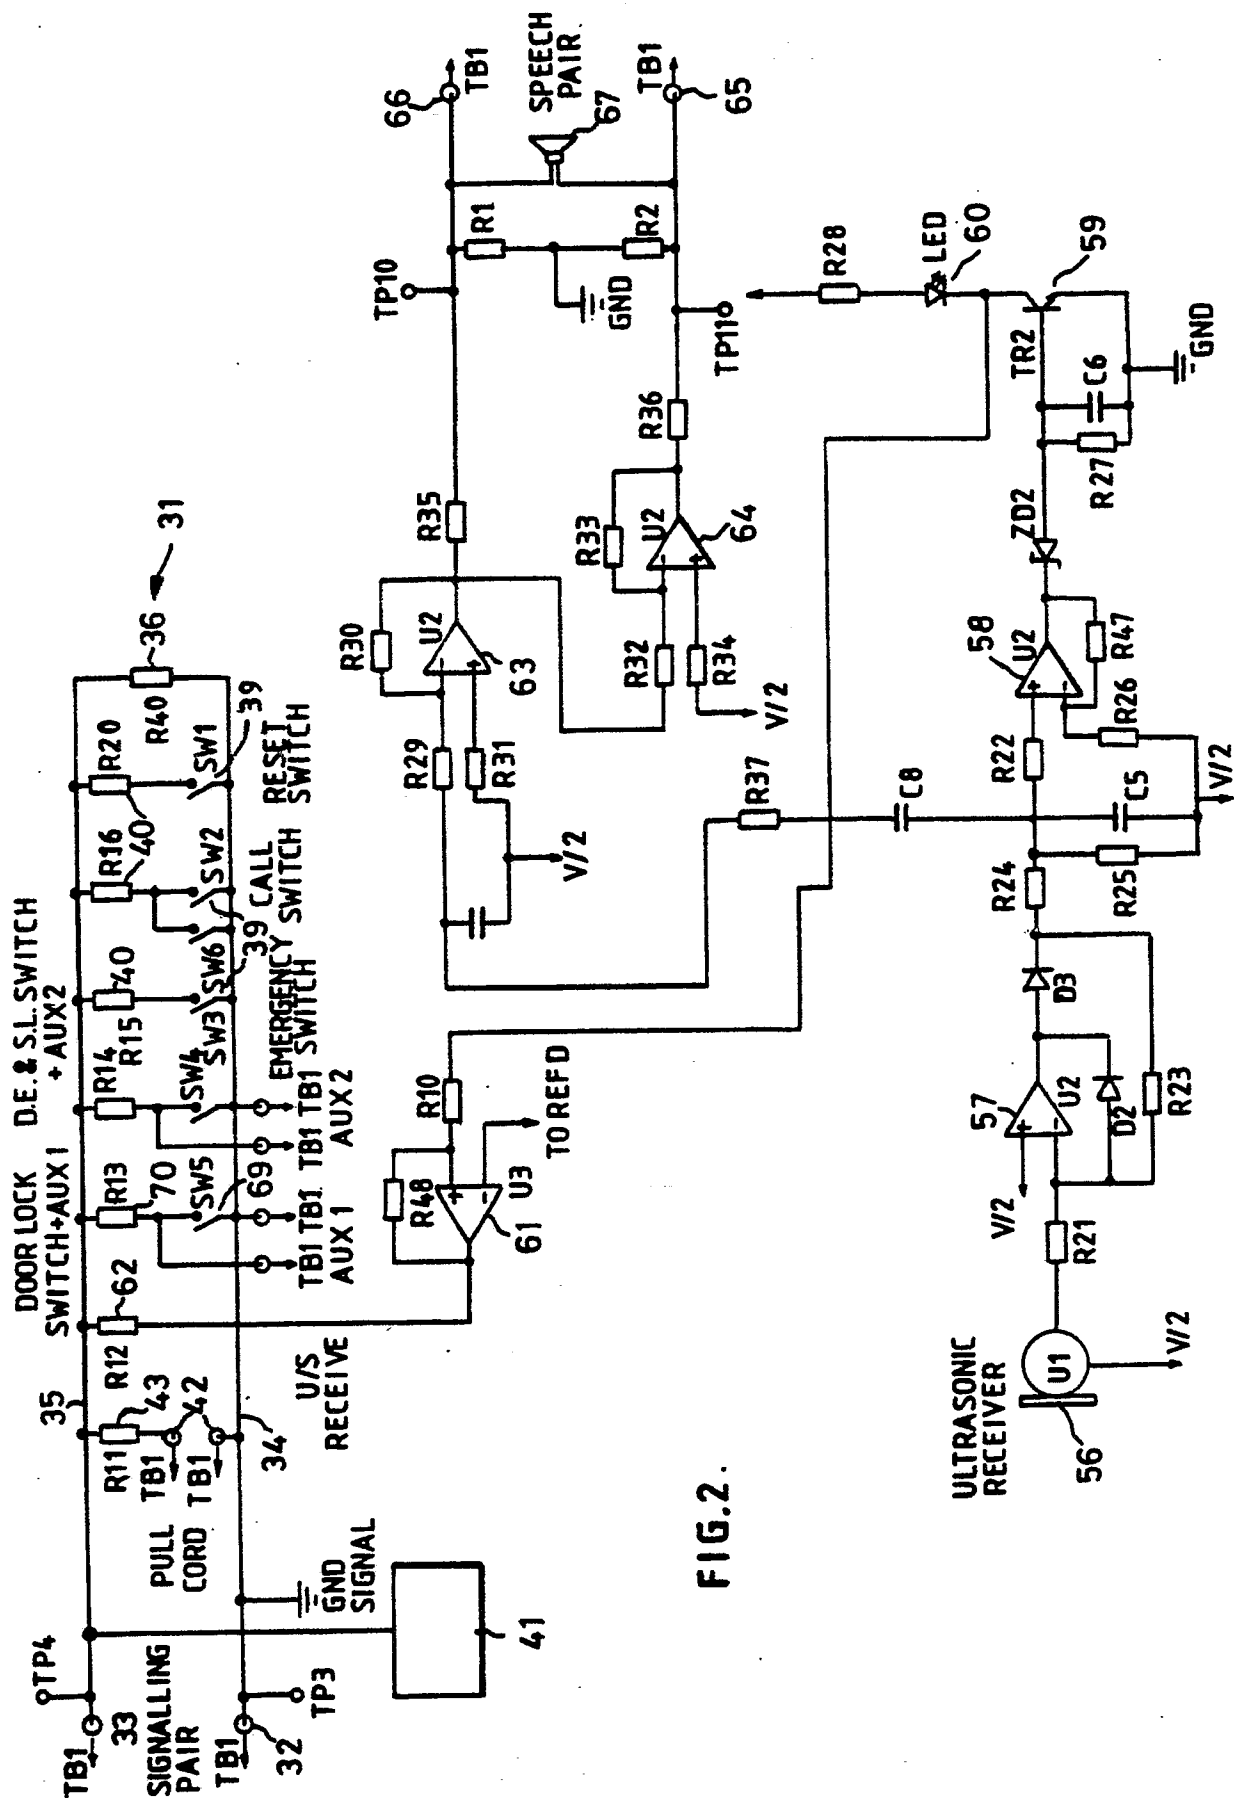 TP4
TB1
33
SIGNALLING
PAIR
TB1
32
TP3
GND
SIGNAL
41
PULL
CORD
TB1
TB1
R11
43
42
35
34
R12
62
U/S
RECEIVE
DOOR LOCK
SWITCH+AUX1
R13
70
SW5
69
TB1
TB1
AUX 1
D.E. & S.L. SWITCH
+ AUX2
R14
SW4
TB1
TB1
AUX 2
R15
40
SW3
SW6
39
EMERGENCY
SWITCH
R16
40
SW2
39
CALL
SWITCH
R20
40
SW1
39
RESET
SWITCH
R40
36
31
R48
R10
U3
61
TO REFD
R29
R31
V/2
R30
U2
63
R35
TP10
66
TB1
R1
R2
GND
SPEECH
PAIR
67
TB1
65
R32
R34
V/2
R33
U2
64
R36
TP11
R37
C8
R28
LED
60
TR2
59
ULTRASONIC
RECEIVER
U1
56
V/2
R21
V/2
57
U2
D2
D3
R23
R24
R25
C5
V/2
R22
R26
58
U2
R47
ZD2
R27
C6
GND
FIG.2.